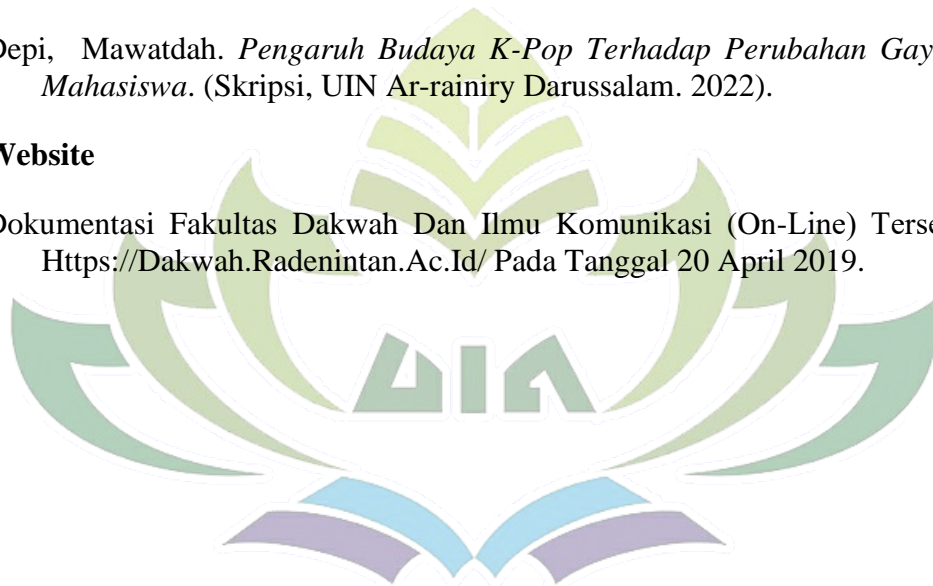 Depi, Mawatdah. Pengaruh Budaya K-Pop Terhadap Perubahan Gay
Mahasiswa. (Skripsi, UIN Ar-rainiry Darussalam. 2022).
Website
Dokumentasi Fakultas Dakwah Dan Ilmu Komunikasi (On-Line) Terse
Https://Dakwah.Radenintan.Ac.Id/ Pada Tanggal 20 April 2019.
UIN